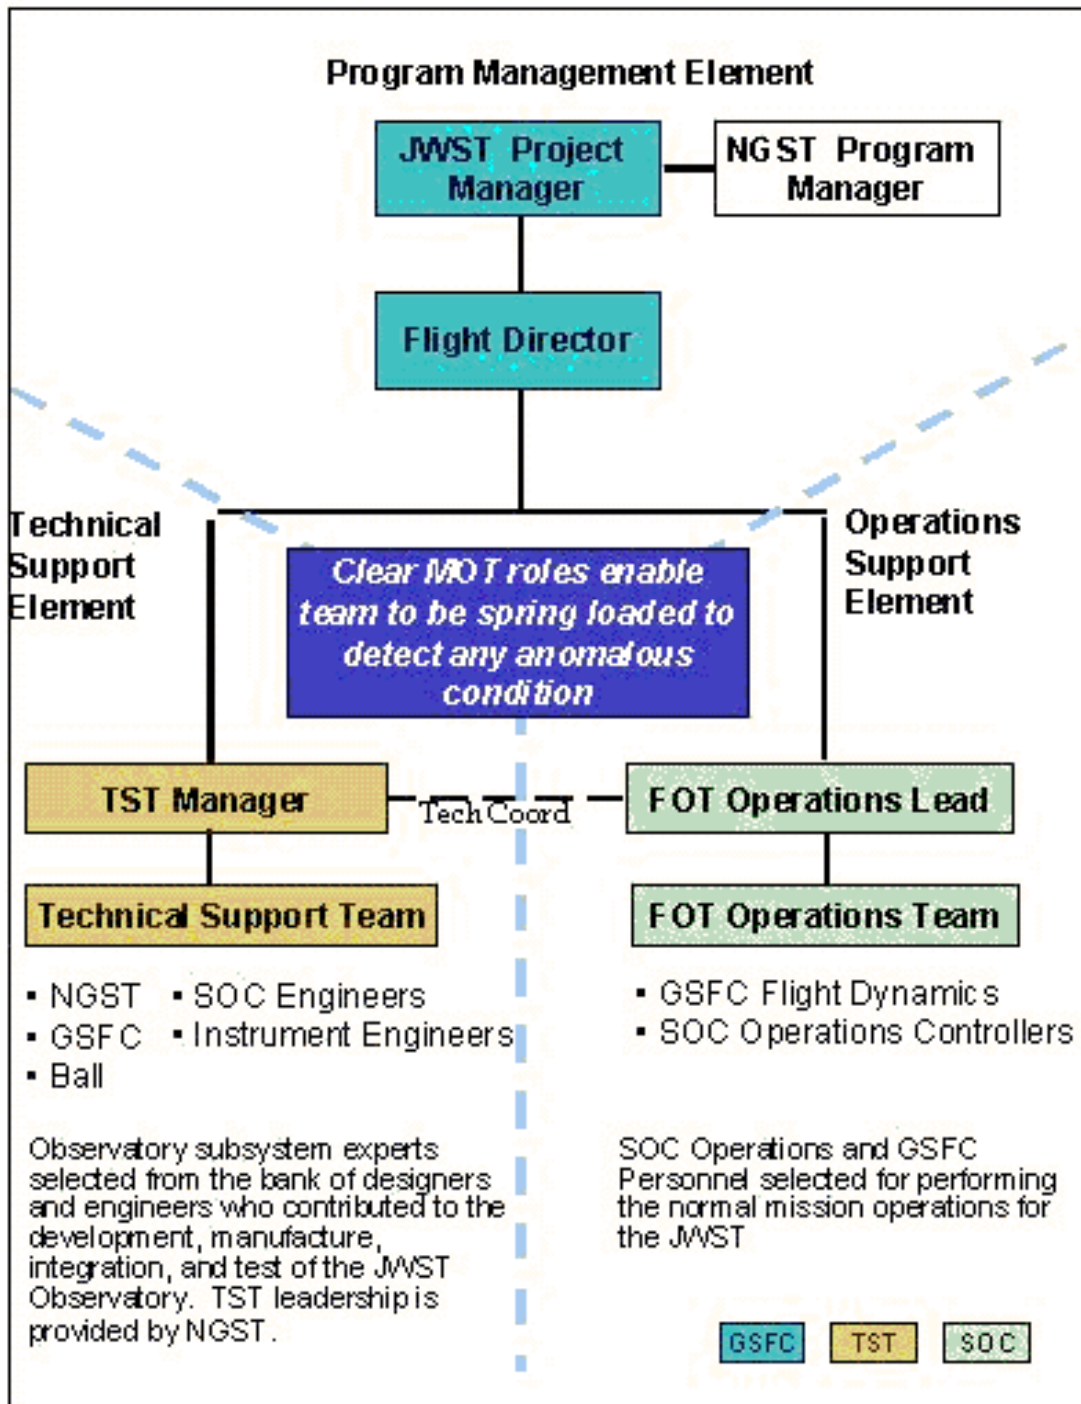 Program Management Element
JWST Project
Manager
NGST Program
Manager
Flight Director
Technical
Support
Element
Operations
Support
Element
Clear MOT roles enable
team to be spring loaded to
detect any anomalous
condition
TST Manager
Tech Coord
FOT Operations Lead
Technical Support Team
FOT Operations Team
▪ NGST
▪ GSFC
▪ Ball
▪ SOC Engineers
▪ Instrument Engineers
▪ GSFC Flight Dynamics
▪ SOC Operations Controllers
Observatory subsystem experts
selected from the bank of designers
and engineers who contributed to the
development, manufacture,
integration, and test of the JWST
Observatory. TST leadership is
provided by NGST.
SOC Operations and GSFC
Personnel selected for performing
the normal mission operations for
the JWST
GSFC
TST
SOC